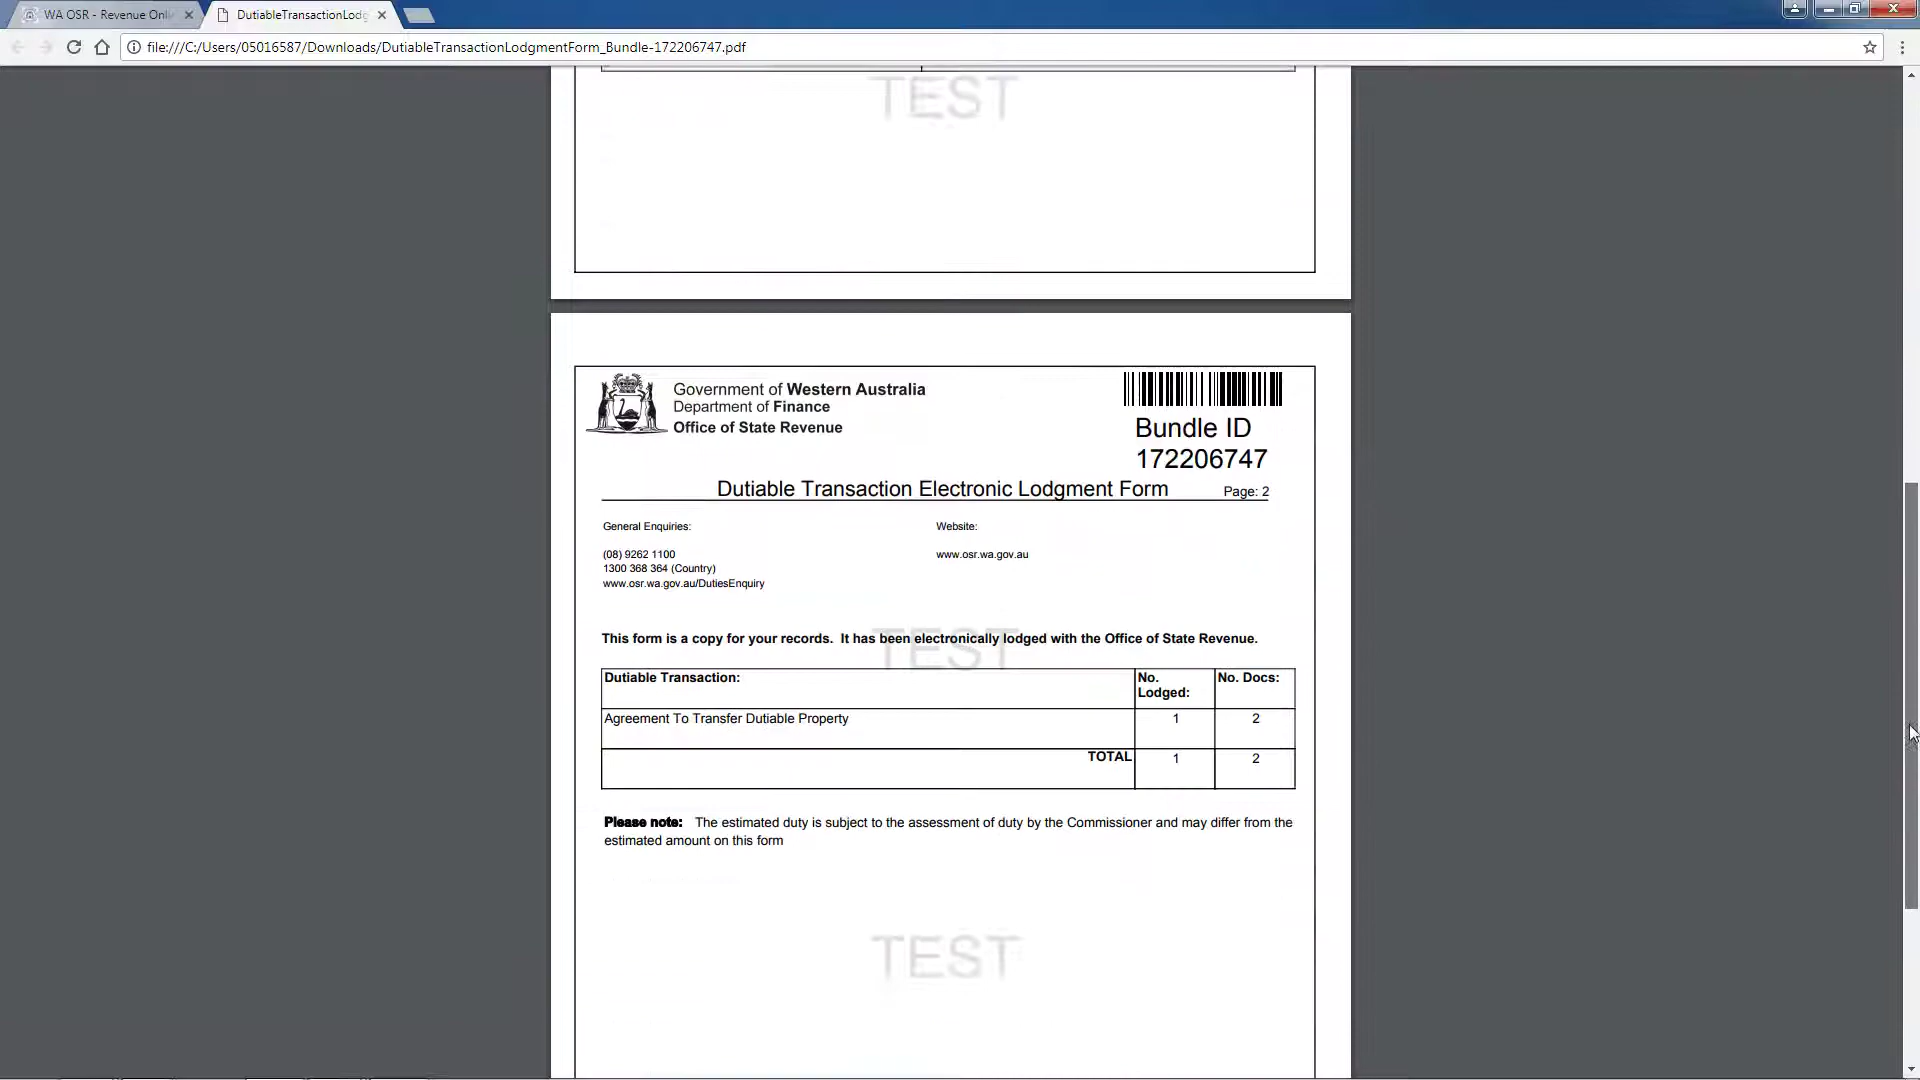 WA OSR - Revenue Onli
DutiableTransactionLodg
file:///C:/Users/05016587/Downloads/DutiableTransactionLodgmentForm_Bundle-172206747.pdf
TEST
Government of Western Australia
Department of Finance
Office of State Revenue
Bundle ID
172206747
Dutiable Transaction Electronic Lodgment Form Page: 2
General Enquiries: Website:
(08) 9262 1100 www.osr.wa.gov.au
1300 368 364 (Country)
www.osr.wa.gov.au/DutiesEnquiry
This form is a copy for your records. It has been electronically lodged with the Office of State Revenue.
TEST
Dutiable Transaction: No. Lodged: No. Docs:
Agreement To Transfer Dutiable Property 1 2
TOTAL 1 2
Please note: The estimated duty is subject to the assessment of duty by the Commissioner and may differ from the
estimated amount on this form
TEST